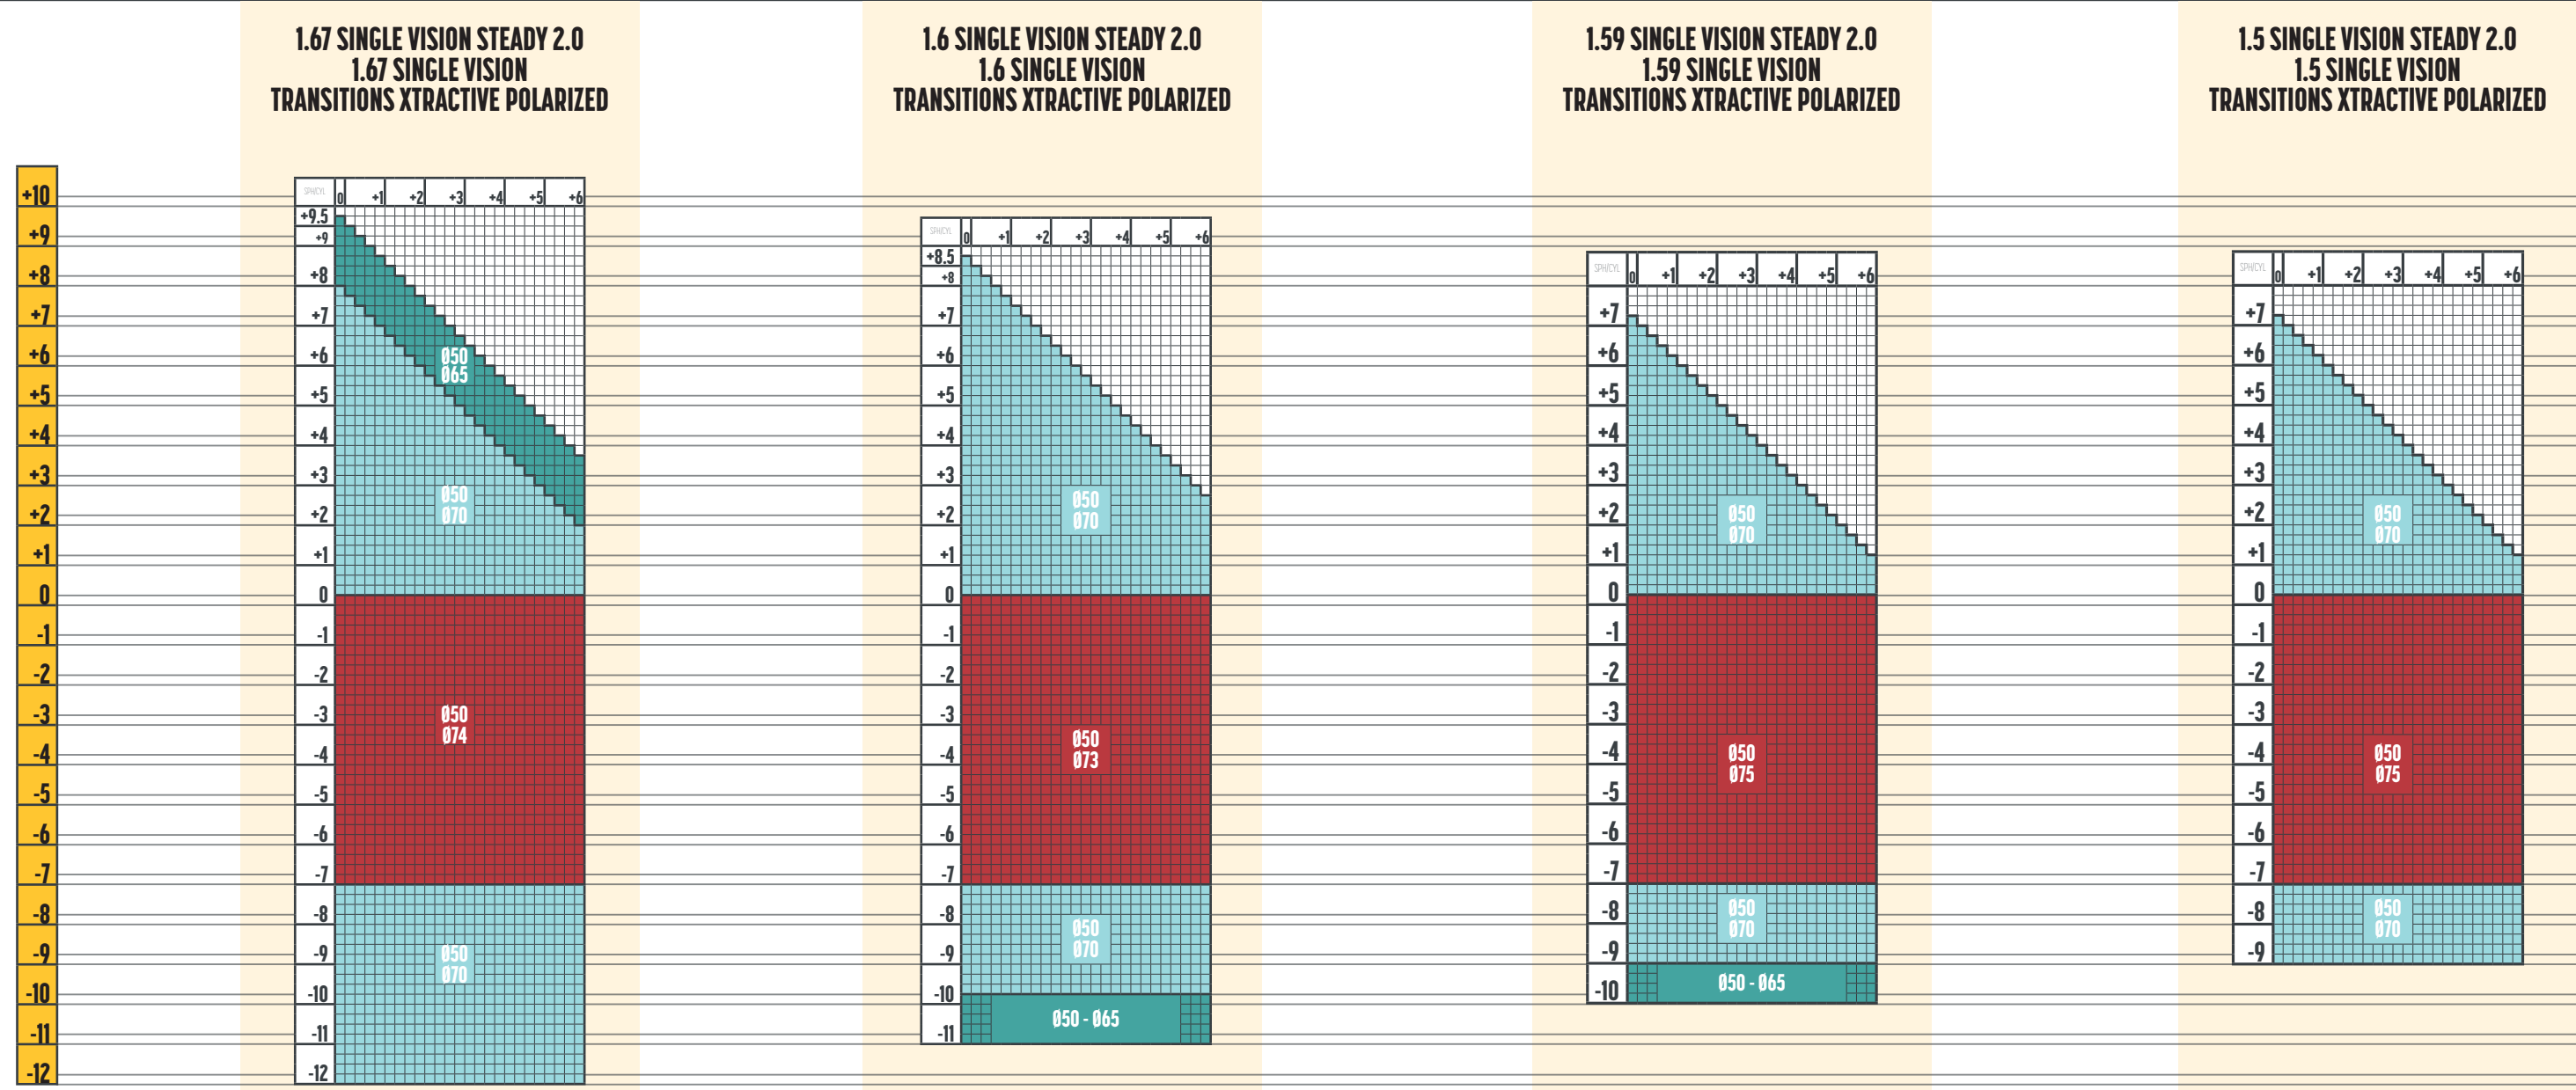 1.67 SINGLE VISION STEADY 2.0
1.67 SINGLE VISION
TRANSITIONS XTRACTIVE POLARIZED
1.6 SINGLE VISION STEADY 2.0
1.6 SINGLE VISION
TRANSITIONS XTRACTIVE POLARIZED
1.59 SINGLE VISION STEADY 2.0
1.59 SINGLE VISION
TRANSITIONS XTRACTIVE POLARIZED
1.5 SINGLE VISION STEADY 2.0
1.5 SINGLE VISION
TRANSITIONS XTRACTIVE POLARIZED
+10
+9
+8
+7
+6
+5
+4
+3
+2
+1
0
-1
-2
-3
-4
-5
-6
-7
-8
-9
-10
-11
-12
SPH/CYL 0 +1 +2 +3 +4 +5 +6
+9.5
+9
+8
+7
+6
+5
+4
+3
+2
+1
0
-1
-2
-3
-4
-5
-6
-7
-8
-9
-10
-11
-12
Ø50
Ø65
Ø50
Ø70
Ø50
Ø74
Ø50
Ø70
SPH/CYL 0 +1 +2 +3 +4 +5 +6
+8.5
+8
+7
+6
+5
+4
+3
+2
+1
0
-1
-2
-3
-4
-5
-6
-7
-8
-9
-10
-11
Ø50
Ø70
Ø50
Ø73
Ø50
Ø70
Ø50 - Ø65
SPH/CYL 0 +1 +2 +3 +4 +5 +6
+7
+6
+5
+4
+3
+2
+1
0
-1
-2
-3
-4
-5
-6
-7
-8
-9
-10
Ø50
Ø70
Ø50
Ø75
Ø50
Ø70
Ø50 - Ø65
SPH/CYL 0 +1 +2 +3 +4 +5 +6
+7
+6
+5
+4
+3
+2
+1
0
-1
-2
-3
-4
-5
-6
-7
-8
-9
Ø50
Ø70
Ø50
Ø75
Ø50
Ø70